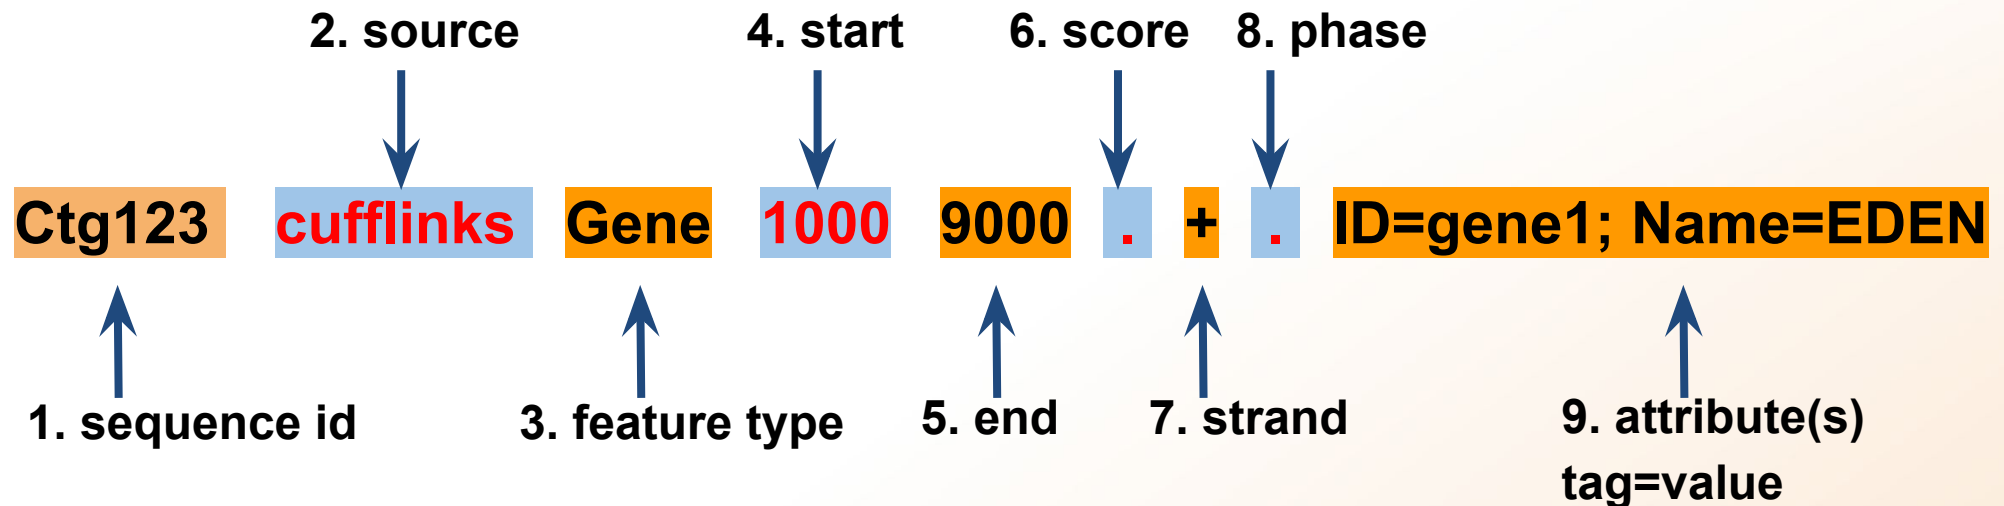 2. source 4. start 6. score 8. phase
Ctg123 cufflinks Gene 1000 9000 . + . ID=gene1; Name=EDEN
1. sequence id 3. feature type 5. end 7. strand 9. attribute(s)
tag=value